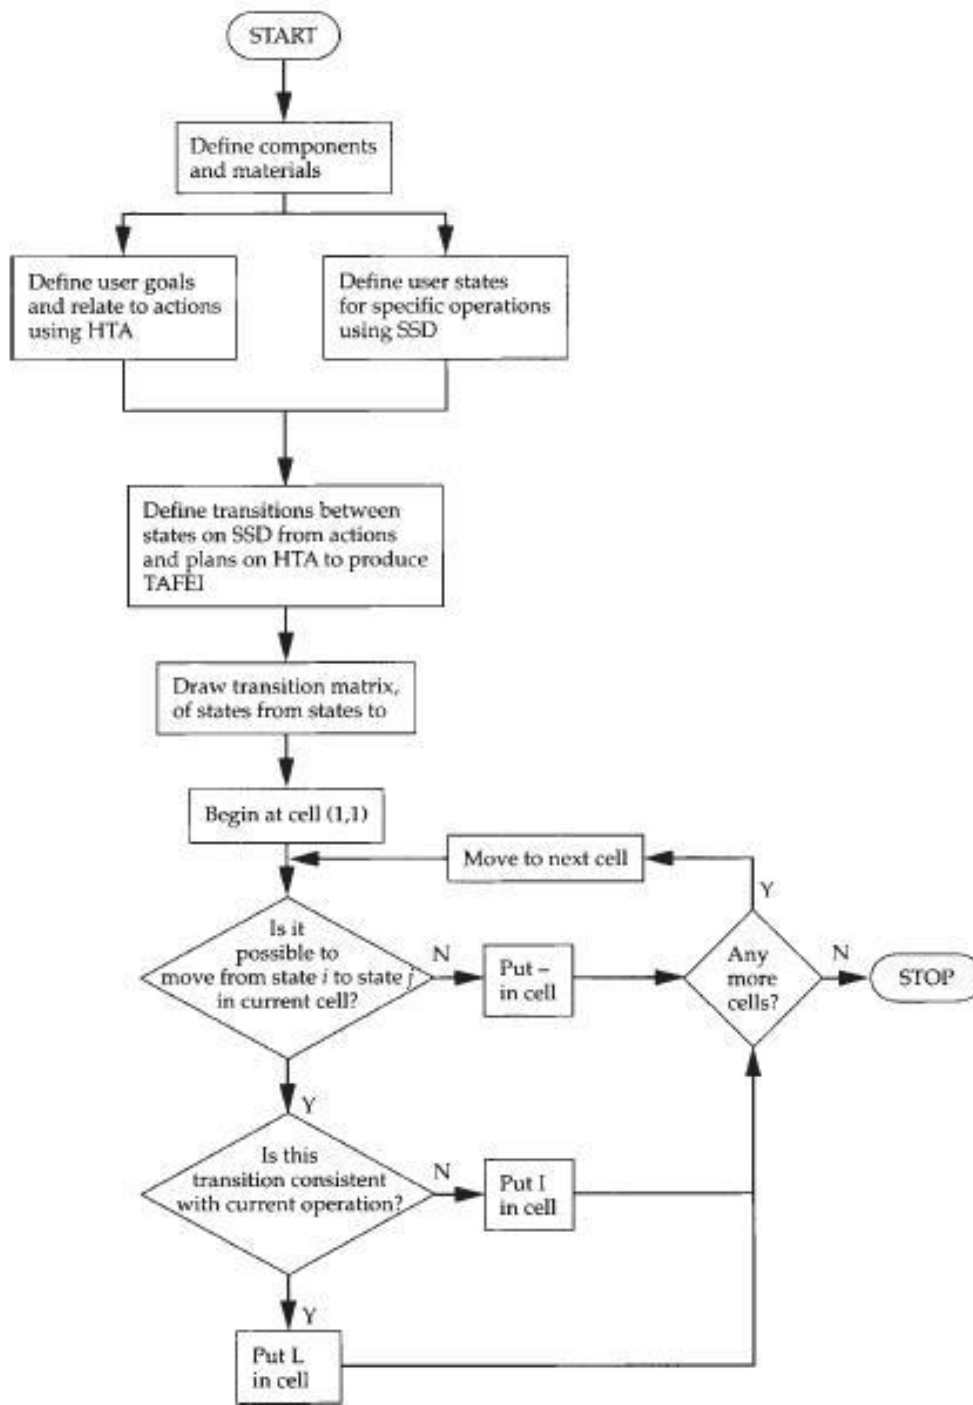 START
Define components
and materials
Define user goals
and relate to actions
using HTA
Define user states
for specific operations
using SSD
Define transitions between
states on SSD from actions
and plans on HTA to produce
TAFEI
Draw transition matrix,
of states from states to
Begin at cell (1,1)
Move to next cell
Y
Is it
possible to
move from state i to state j
in current cell?
N
Put –
in cell
Any
more
cells?
N
STOP
Y
Is this
transition consistent
with current operation?
N
Put I
in cell
Y
Put L
in cell